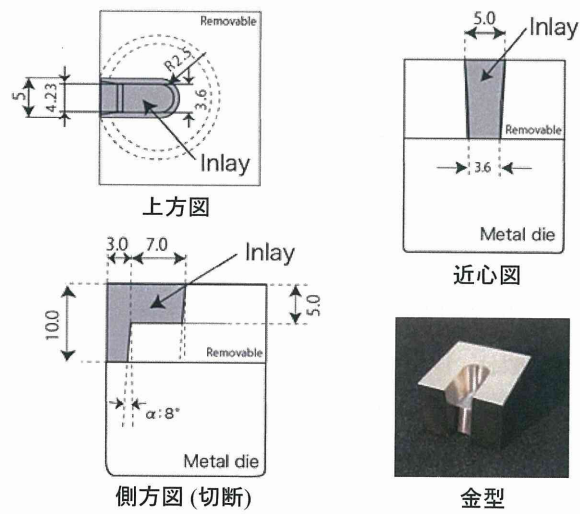 Removable
R2.5
5
4.23
3.6
Inlay
上方図
5.0
Inlay
Removable
3.6
Metal die
近心図
3.0
7.0
Inlay
10.0
5.0
Removable
α:8°
Metal die
側方図 (切断)
金型